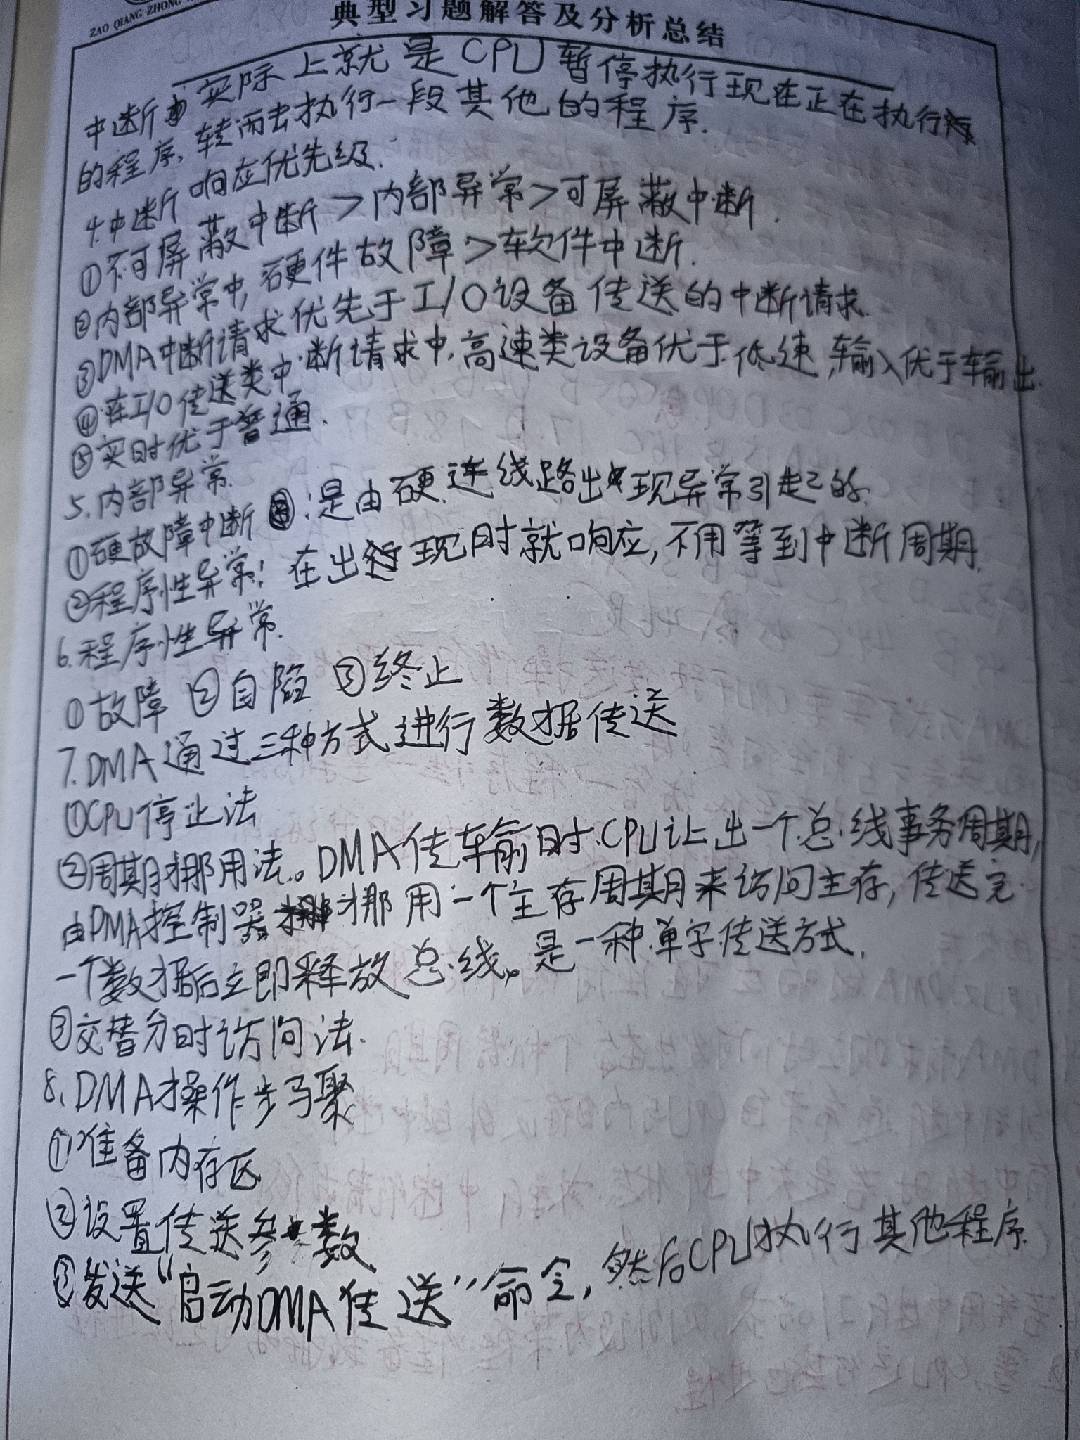 ZAO QIANG ZHONG
典型习题解答及分析总结
中断实际上就是CPU暂停执行现在正在执行
的程序,转而去执行一段其他的程序.
4.中断响应优先级.
①不可屏蔽中断>内部异常>可屏蔽中断.
②内部异常中,硬件故障>软件中断.
③DMA中断请求优先于I/O设备传送的中断请求.
④在I/O传送类中断请求中,高速类设备优于低速,输入优于输出.
⑤实时优于普通.
5.内部异常.
①硬故障中断:是由硬连线路出现异常引起的.
②程序性异常:在出现时就响应,不用等到中断周期.
6.程序性异常.
①故障 ②自陷 ③终止
7.DMA通过三种方式进行数据传送
①CPU停止法
②周期挪用法。DMA传输时.CPU让出一个总线事务周期,
由DMA控制器挪用一个主存周期来访问主存,传送完
一个数据后立即释放总线。是一种单字传送方式.
③交替分时访问法.
8.DMA操作步骤
①准备内存区
②设置传送参数
③发送“启动DMA传送”命令,然后CPU执行其他程序.